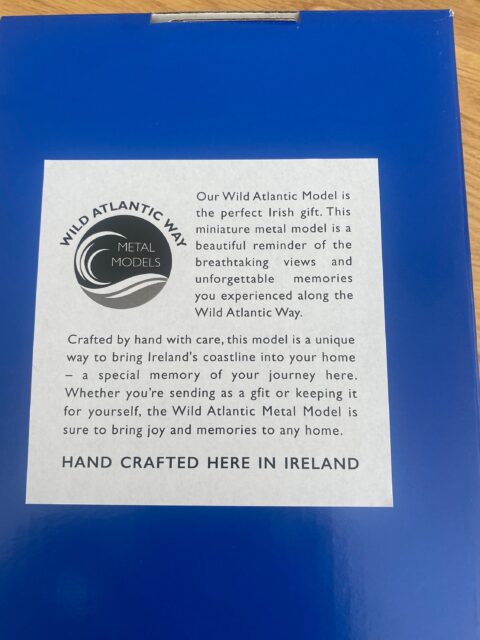 WILD ATLANTIC WAY
METAL
MODELS
Our Wild Atlantic Model is
the perfect Irish gift. This
miniature metal model is a
beautiful reminder of the
breathtaking views and
unforgettable memories
you experienced along the
Wild Atlantic Way.
Crafted by hand with care, this model is a unique
way to bring Ireland's coastline into your home
– a special memory of your journey here.
Whether you're sending as a gfit or keeping it
for yourself, the Wild Atlantic Metal Model is
sure to bring joy and memories to any home.
HAND CRAFTED HERE IN IRELAND